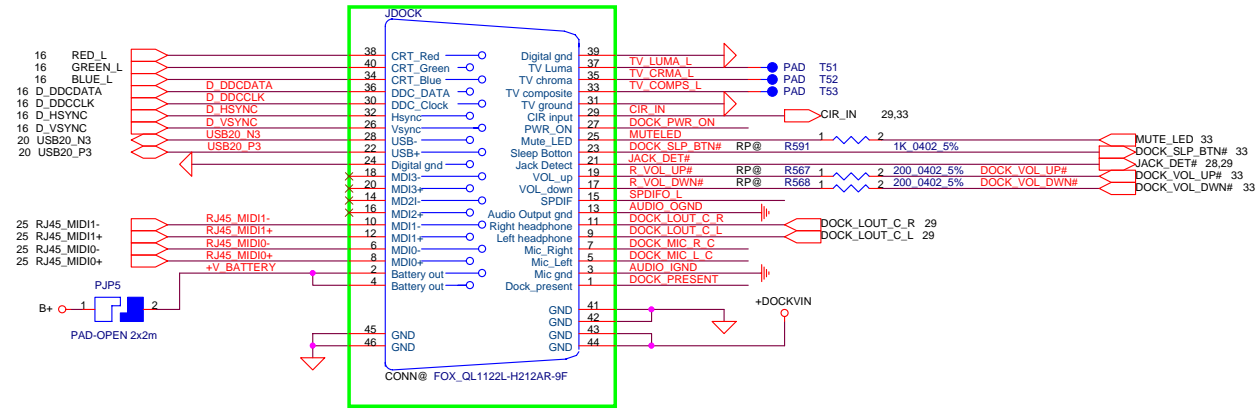 JDOCK
16 RED_L 38 CRT_Red Digital gnd 39
16 GREEN_L 40 CRT_Green TV Luma 37 TV_LUMA_L PAD T51
16 BLUE_L 34 CRT_Blue TV chroma 35 TV_CRMA_L PAD T52
16 D_DDCDATA D_DDCDATA 36 DDC_DATA TV composite 33 TV_COMPS_L PAD T53
16 D_DDCCLK D_DDCCLK 30 DDC_Clock TV ground 31
16 D_HSYNC D_HSYNC 32 Hsync CIR input 29 CIR_IN CIR_IN 29,33
16 D_VSYNC D_VSYNC 26 Vsync PWR_ON 27 DOCK_PWR_ON
20 USB20_N3 USB20_N3 28 USB- Mute_LED 25 MUTELED 1 2 MUTE_LED 33
20 USB20_P3 USB20_P3 22 USB+ Sleep Botton 23 DOCK_SLP_BTN# RP@ R591 1K_0402_5% DOCK_SLP_BTN# 33
24 Digital gnd Jack Detect 21 JACK_DET# JACK_DET# 28,29
18 MDI3- VOL_up 19 R_VOL_UP# RP@ R567 1 2 200_0402_5% DOCK_VOL_UP# DOCK_VOL_UP# 33
20 MDI3+ VOL_down 17 R_VOL_DWN# RP@ R568 1 2 200_0402_5% DOCK_VOL_DWN# DOCK_VOL_DWN# 33
14 MD2I- SPDIF 15 SPDIFO_L
16 MDI2+ Audio Output gnd 13 AUDIO_OGND
25 RJ45_MIDI1- RJ45_MIDI1- 10 MDI1- Right headphone 11 DOCK_LOUT_C_R DOCK_LOUT_C_R 29
25 RJ45_MIDI1+ RJ45_MIDI1+ 12 MDI1+ Left headphone 9 DOCK_LOUT_C_L DOCK_LOUT_C_L 29
25 RJ45_MIDI0- RJ45_MIDI0- 6 MDI0- Mic_Right 7 DOCK_MIC_R_C
25 RJ45_MIDI0+ RJ45_MIDI0+ 8 MDI0+ Mic_Left 5 DOCK_MIC_L_C
+V_BATTERY 2 Battery out Mic gnd 3 AUDIO_IGND
4 Battery out Dock_present 1 DOCK_PRESENT
PJP5
B+ 1 2
PAD-OPEN 2x2m
+DOCKVIN
GND 41
GND 42
45 GND GND 43
46 GND GND 44
CONN@ FOX_QL1122L-H212AR-9F